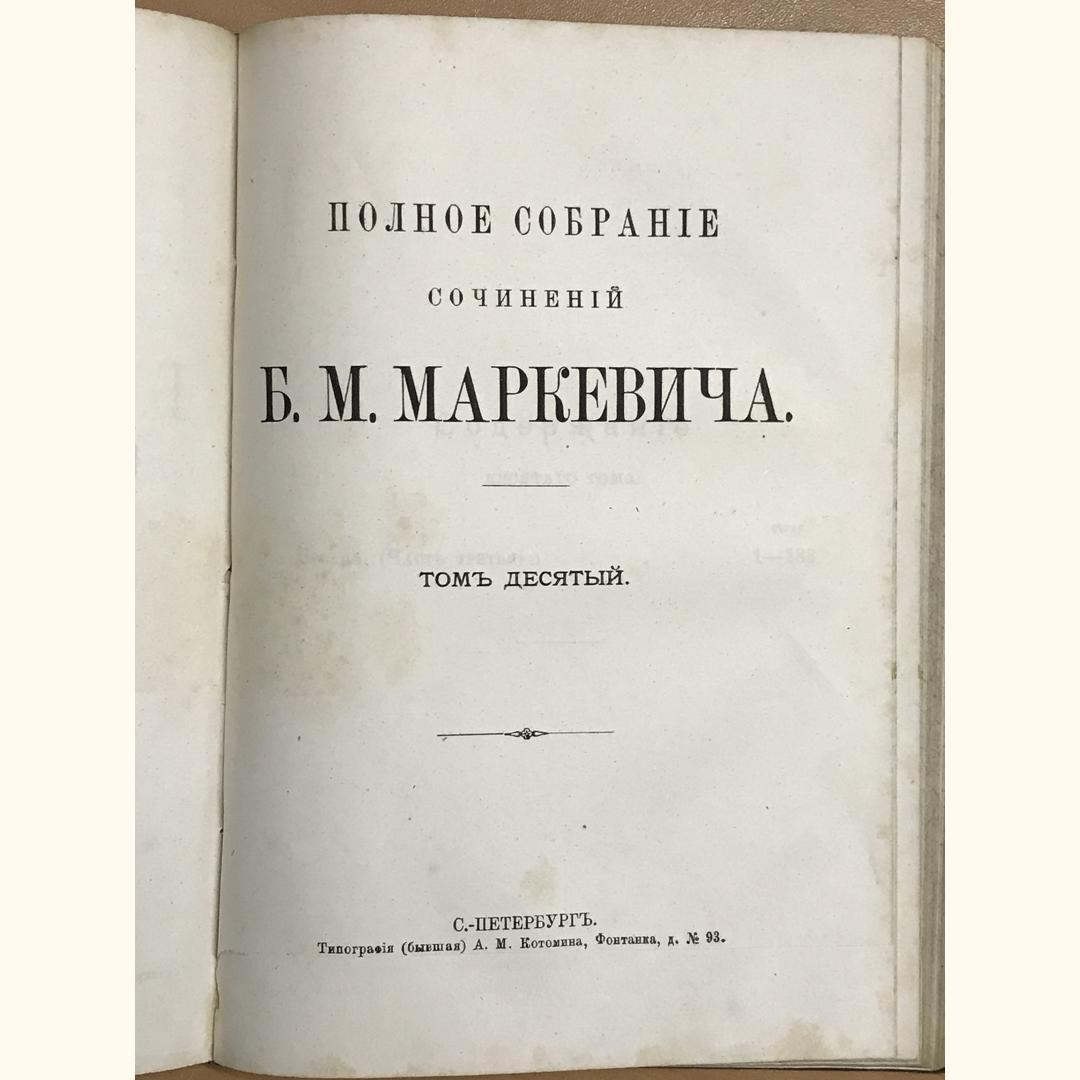 ПОЛНОЕ СОБРАНІЕ
СОЧИНЕНІЙ
Б. М. МАРКЕВИЧА.
ТОМЪ ДЕСЯТЫЙ.
С.-ПЕТЕРБУРГЪ.
Типографія (бывшая) А. М. Котомина, Фонтанка, д. № 93.